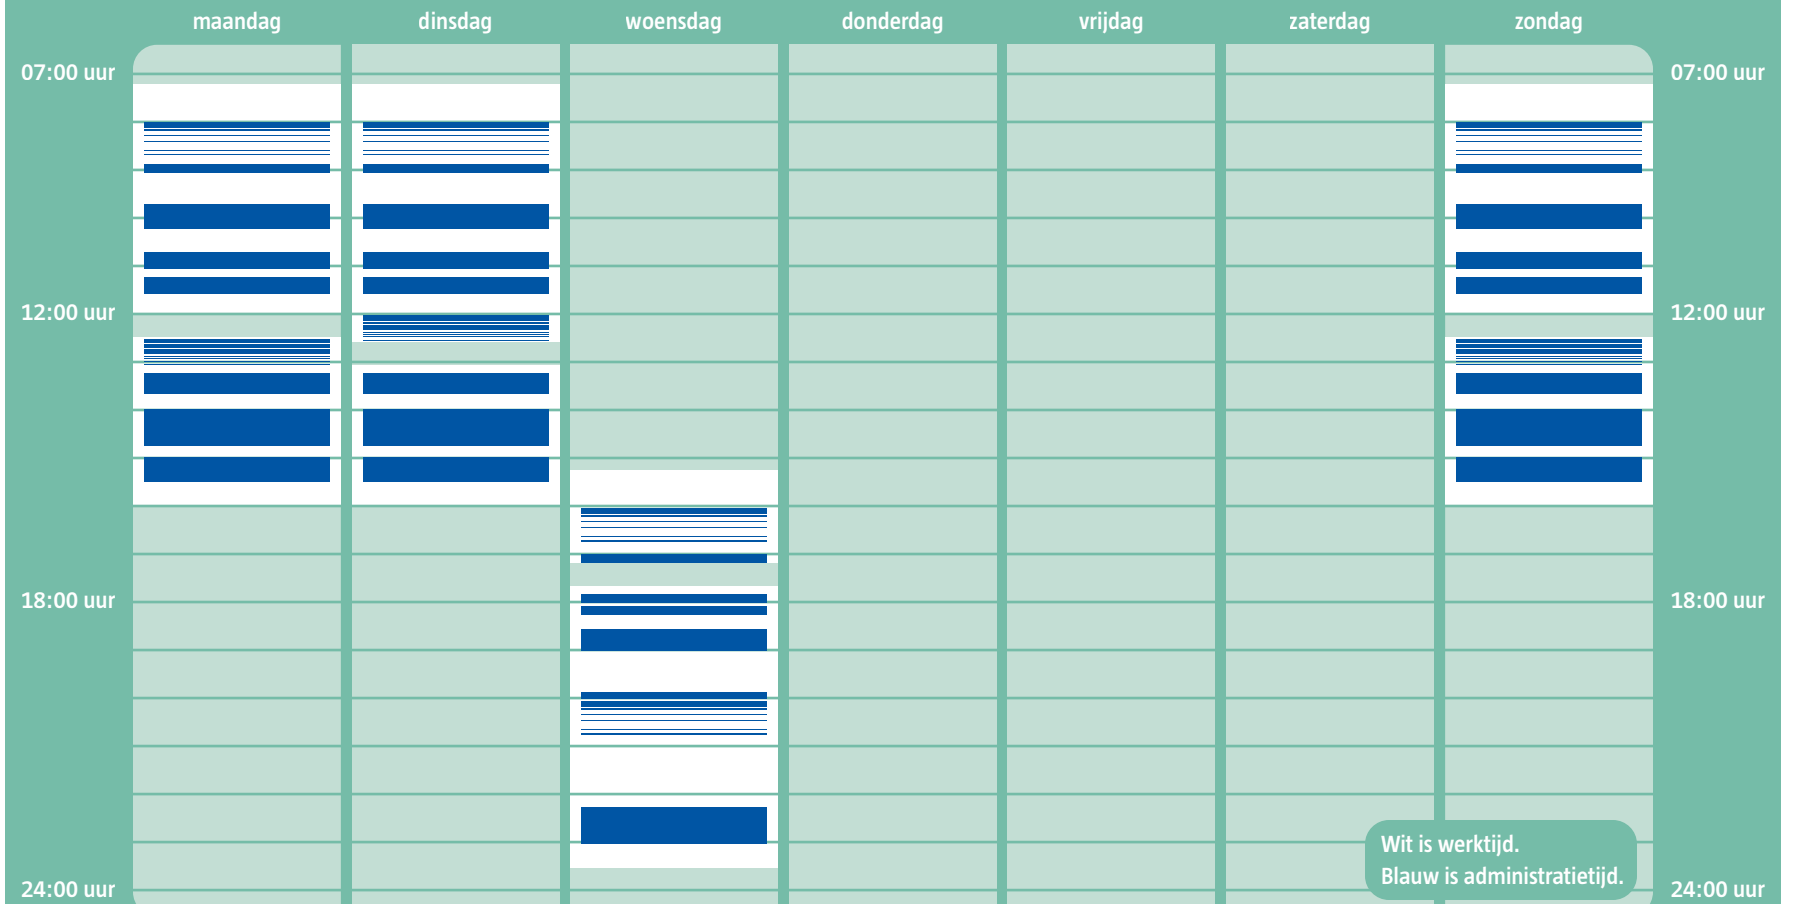 maandag dinsdag woensdag donderdag vrijdag zaterdag zondag
07:00 uur 07:00 uur
12:00 uur 12:00 uur
18:00 uur 18:00 uur
Wit is werktijd.
Blauw is administratietijd.
24:00 uur 24:00 uur